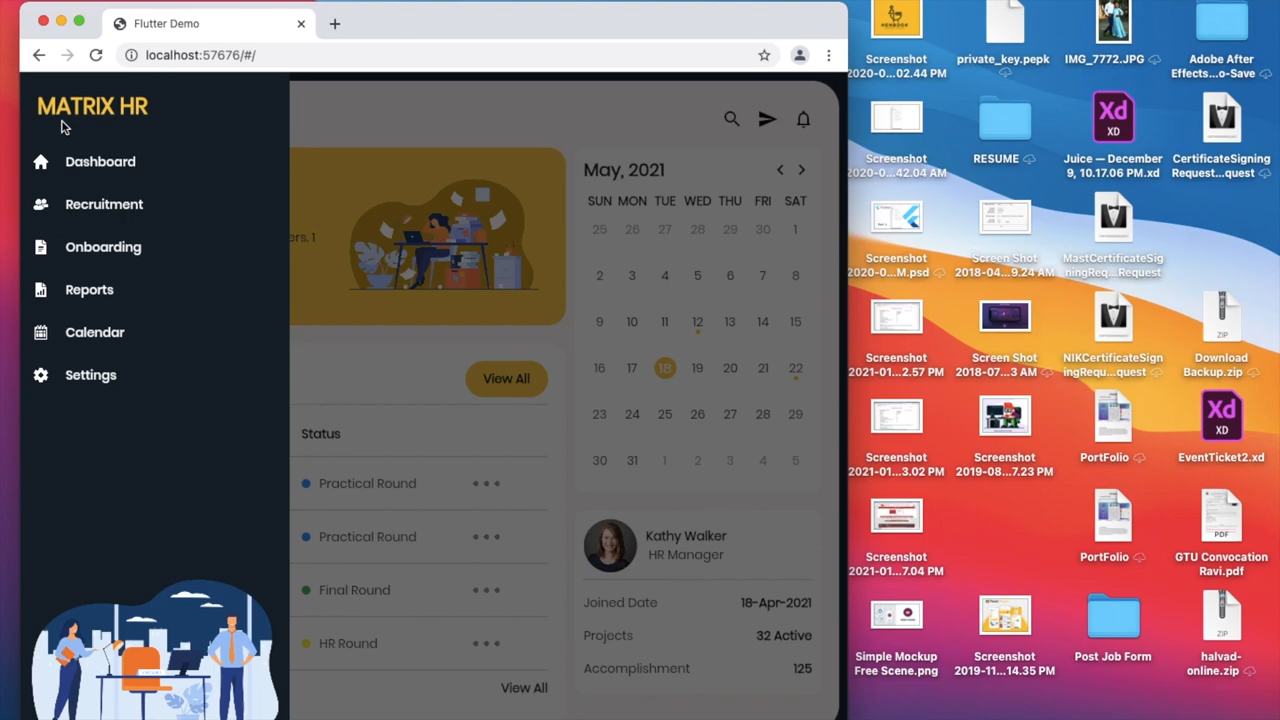 Flutter Demo
localhost:57676/#/
MATRIX HR
Dashboard
Recruitment
Onboarding
Reports
Calendar
Settings
ers. 1
View All
Status
Practical Round
Practical Round
Final Round
HR Round
View All
May, 2021
SUN MON TUE WED THU FRI SAT
25 26 27 28 29 30 1
2 3 4 5 6 7 8
9 10 11 12 13 14 15
16 17 18 19 20 21 22
23 24 25 26 27 28 29
30 31 1 2 3 4 5
Kathy Walker
HR Manager
Joined Date 18-Apr-2021
Projects 32 Active
Accomplishment 125
Screenshot
2020-0...02.44 PM
private_key.pepk
IMG_7772.JPG
Adobe After
Effects...o-Save
Screenshot
2020-0...42.04 AM
RESUME
Xd
XD
Juice — December
9, 10.17.06 PM.xd
CertificateSigning
Request...quest
Screenshot
2020-0...M.psd
Screen Shot
2018-04...9.24 AM
MastCertificateSig
ningReq...Request
Screenshot
2021-01...2.57 PM
Screen Shot
2018-07...3 AM
NIKCertificateSign
ingRequ...quest
ZIP
Download
Backup.zip
Screenshot
2021-01...3.02 PM
Screenshot
2019-08...7.23 PM
PortFolio
Xd
XD
EventTicket2.xd
Screenshot
2021-01...7.04 PM
PortFolio
PDF
GTU Convocation
Ravi.pdf
Simple Mockup
Free Scene.png
Screenshot
2019-11...14.35 PM
Post Job Form
ZIP
halvad-
online.zip